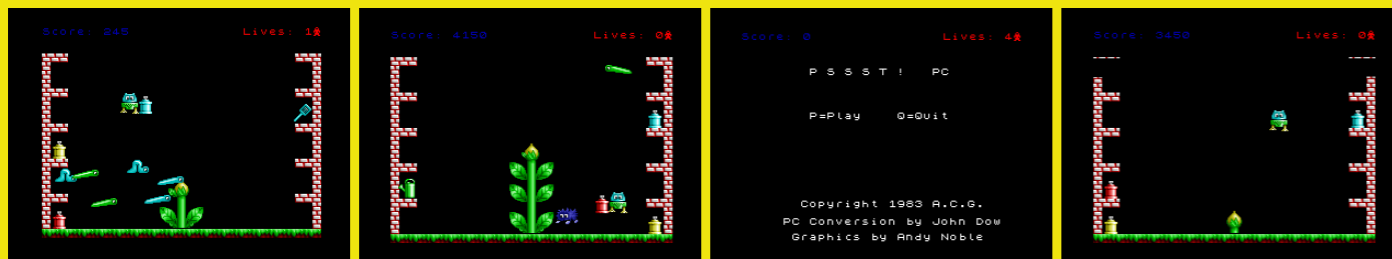 Score: 245 Lives: 1
Score: 4190 Lives: 0
Score: 0 Lives: 4
P S S S T ! PC
P=Play Q=Quit
Copyright 1983 A.C.G.
PC Conversion by John Dow
Graphics by Andy Noble
Score: 3450 Lives: 0